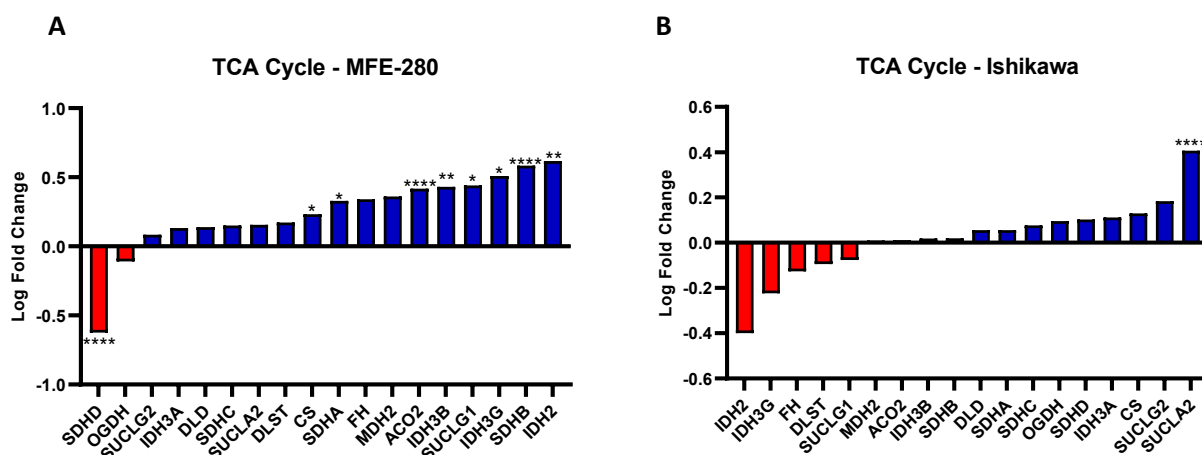 A
TCA Cycle - MFE-280
Log Fold Change
1.0
0.5
0.0
-0.5
-1.0
****
*
*
****
**
*
*
****
**
SDHD
OGDH
SUCLG2
IDH3A
DLD
SDHC
SUCLA2
DLST
CS
SDHA
FH
MDH2
ACO2
IDH3B
SUCLG1
IDH3G
SDHB
IDH2
B
TCA Cycle - Ishikawa
Log Fold Change
0.6
0.4
0.2
0.0
-0.2
-0.4
-0.6
****
IDH2
IDH3G
FH
DLST
SUCLG1
MDH2
ACO2
IDH3B
SDHB
DLD
SDHA
SDHC
OGDH
SDHD
IDH3A
CS
SUCLG2
SUCLA2